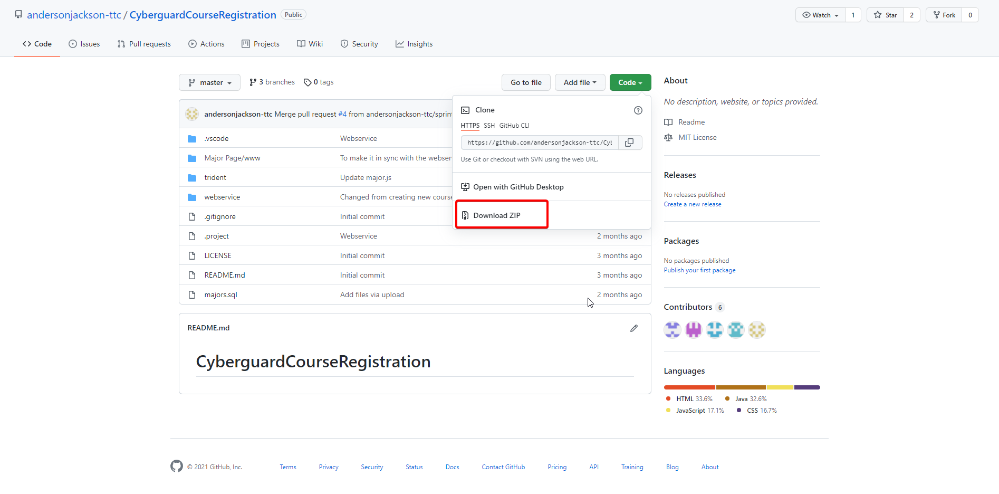 andersonjackson-ttc / CyberguardCourseRegistration Public
Watch 1 Star 2 Fork 0
Code Issues Pull requests Actions Projects Wiki Security Insights
master 3 branches 0 tags Go to file Add file Code
andersonjackson-ttc Merge pull request #4 from andersonjackson-ttc/sprint
.vscode Webservice
Major Page/www To make it in sync with the webser
trident Update major.js
webservice Changed from creating new course
.gitignore Initial commit
.project Webservice 2 months ago
LICENSE Initial commit 3 months ago
README.md Initial commit 3 months ago
majors.sql Add files via upload 2 months ago
Clone
HTTPS SSH GitHub CLI
https://github.com/andersonjackson-ttc/Cyb
Use Git or checkout with SVN using the web URL.
Open with GitHub Desktop
Download ZIP
README.md
CyberguardCourseRegistration
About
No description, website, or topics provided.
Readme
MIT License
Releases
No releases published
Create a new release
Packages
No packages published
Publish your first package
Contributors 6
Languages
HTML 33.6% Java 32.6%
JavaScript 17.1% CSS 16.7%
© 2021 GitHub, Inc. Terms Privacy Security Status Docs Contact GitHub Pricing API Training Blog About